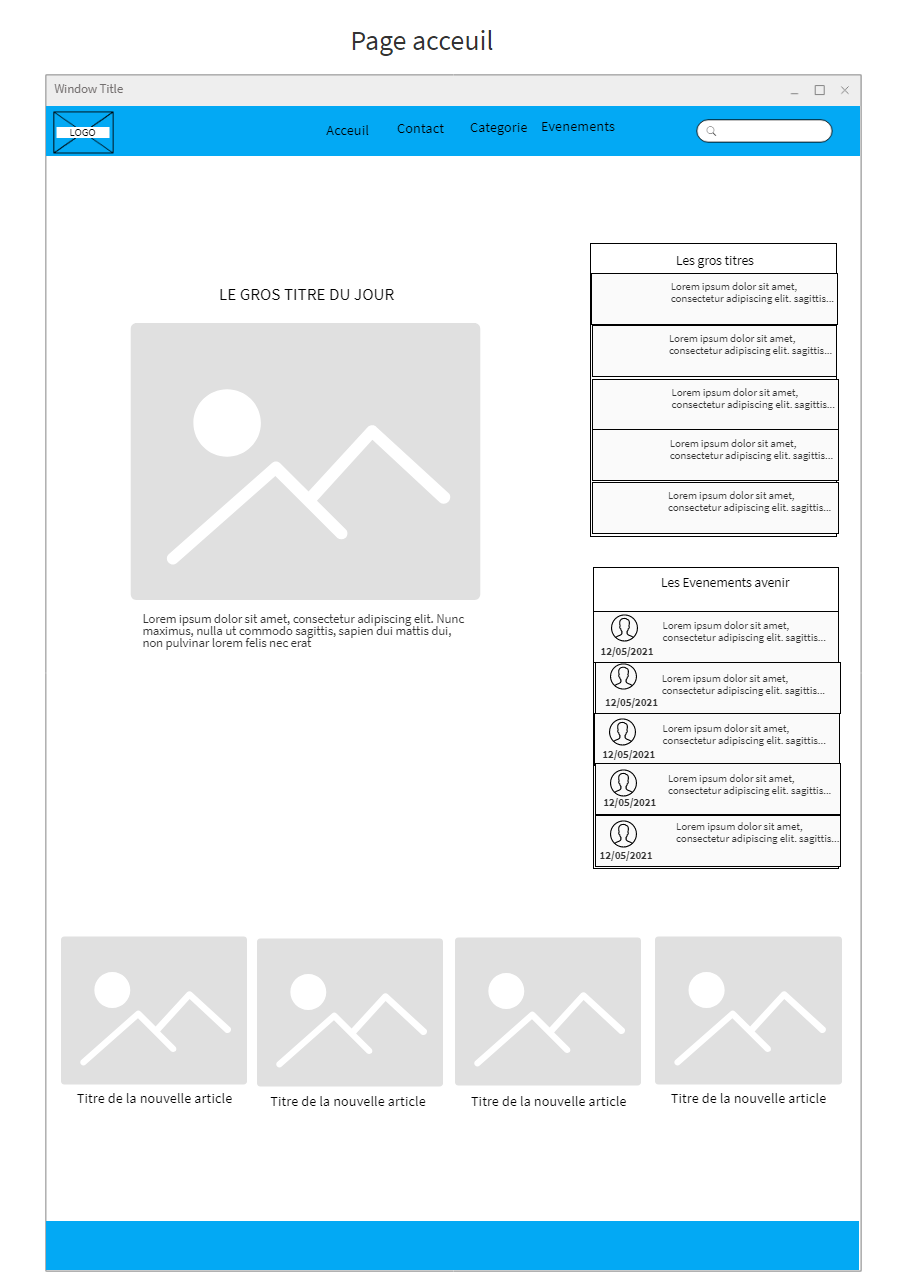 Page acceuil
Window Title
LOGO
Acceuil
Contact
Categorie
Evenements
LE GROS TITRE DU JOUR
Lorem ipsum dolor sit amet, consectetur adipiscing elit. Nunc
maximus, nulla ut commodo sagittis, sapien dui mattis dui,
non pulvinar lorem felis nec erat
Les gros titres
Lorem ipsum dolor sit amet,
consectetur adipiscing elit. sagittis...
Lorem ipsum dolor sit amet,
consectetur adipiscing elit. sagittis...
Lorem ipsum dolor sit amet,
consectetur adipiscing elit. sagittis...
Lorem ipsum dolor sit amet,
consectetur adipiscing elit. sagittis...
Lorem ipsum dolor sit amet,
consectetur adipiscing elit. sagittis...
Les Evenements avenir
Lorem ipsum dolor sit amet,
consectetur adipiscing elit. sagittis...
12/05/2021
Lorem ipsum dolor sit amet,
consectetur adipiscing elit. sagittis...
12/05/2021
Lorem ipsum dolor sit amet,
consectetur adipiscing elit. sagittis...
12/05/2021
Lorem ipsum dolor sit amet,
consectetur adipiscing elit. sagittis...
12/05/2021
Lorem ipsum dolor sit amet,
consectetur adipiscing elit. sagittis...
12/05/2021
Titre de la nouvelle article
Titre de la nouvelle article
Titre de la nouvelle article
Titre de la nouvelle article